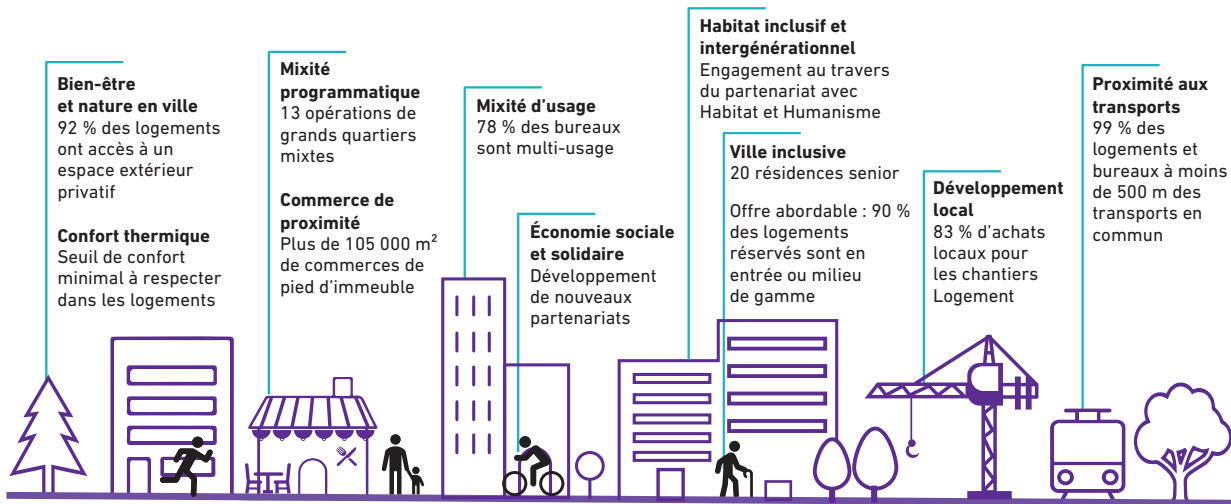 Bien-être
et nature en ville
92 % des logements
ont accès à un
espace extérieur
privatif
Confort thermique
Seuil de confort
minimal à respecter
dans les logements
Mixité
programmatique
13 opérations de
grands quartiers
mixtes
Commerce de
proximité
Plus de 105 000 m²
de commerces de
pied d'immeuble
Mixité d'usage
78 % des bureaux
sont multi-usage
Économie sociale
et solidaire
Développement
de nouveaux
partenariats
Habitat inclusif et
intergénérationnel
Engagement au travers
du partenariat avec
Habitat et Humanisme
Ville inclusive
20 résidences senior
Offre abordable : 90 %
des logements
réservés sont en
entrée ou milieu
de gamme
Développement
local
83 % d'achats
locaux pour
les chantiers
Logement
Proximité aux
transports
99 % des
logements et
bureaux à moins
de 500 m des
transports en
commun